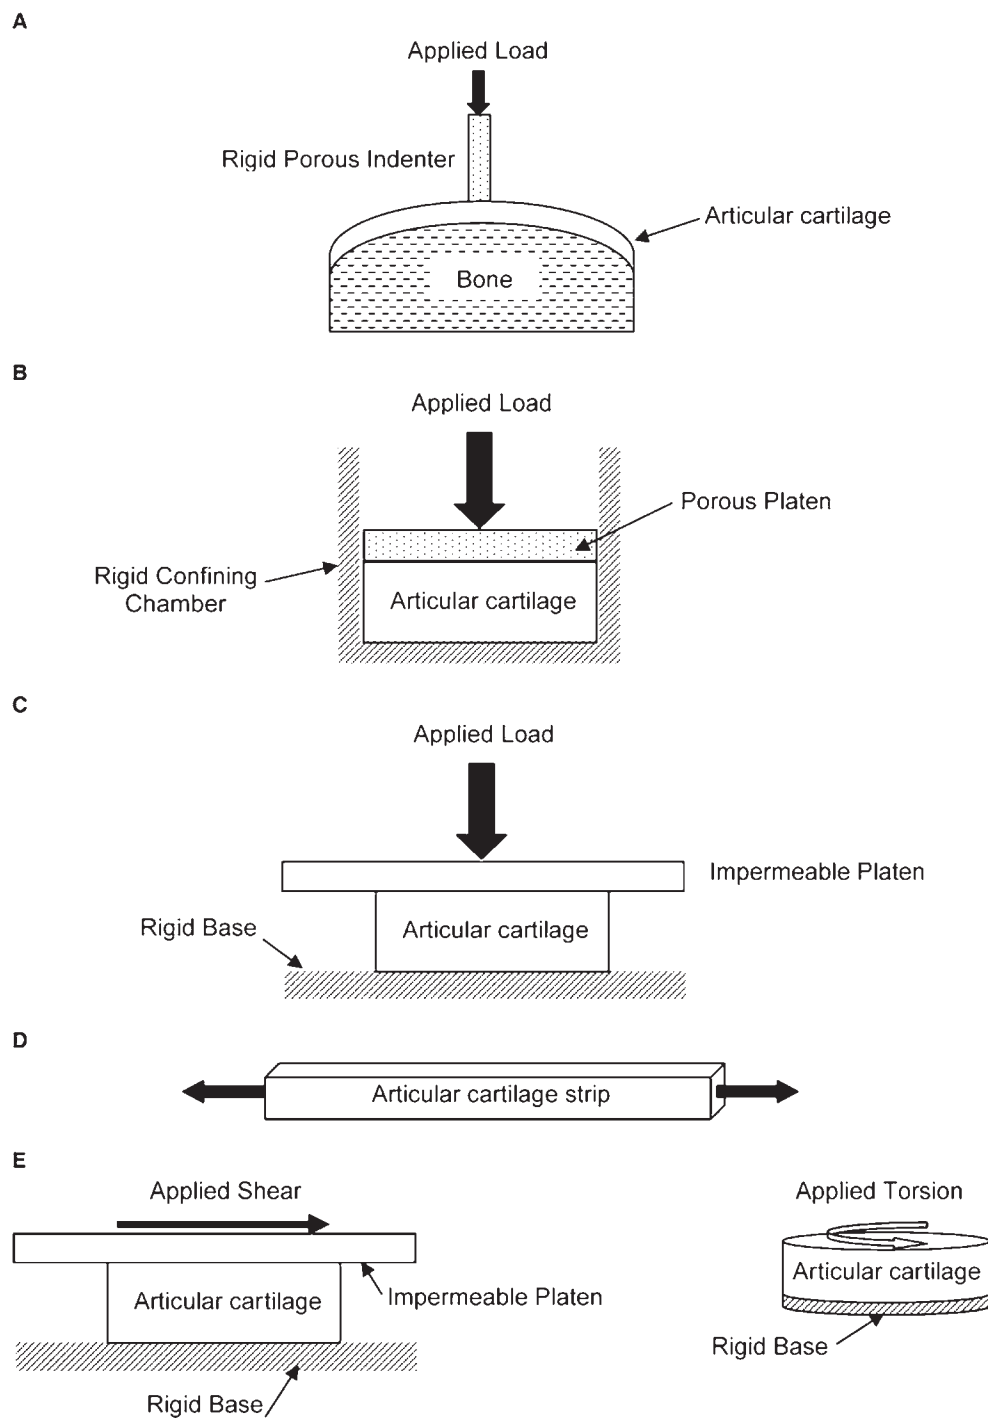 A
Applied Load
Rigid Porous Indenter
Articular cartilage
Bone
B
Applied Load
Porous Platen
Rigid Confining
Chamber
Articular cartilage
C
Applied Load
Impermeable Platen
Rigid Base
Articular cartilage
D
Articular cartilage strip
E
Applied Shear
Articular cartilage
Impermeable Platen
Rigid Base
Applied Torsion
Articular cartilage
Rigid Base